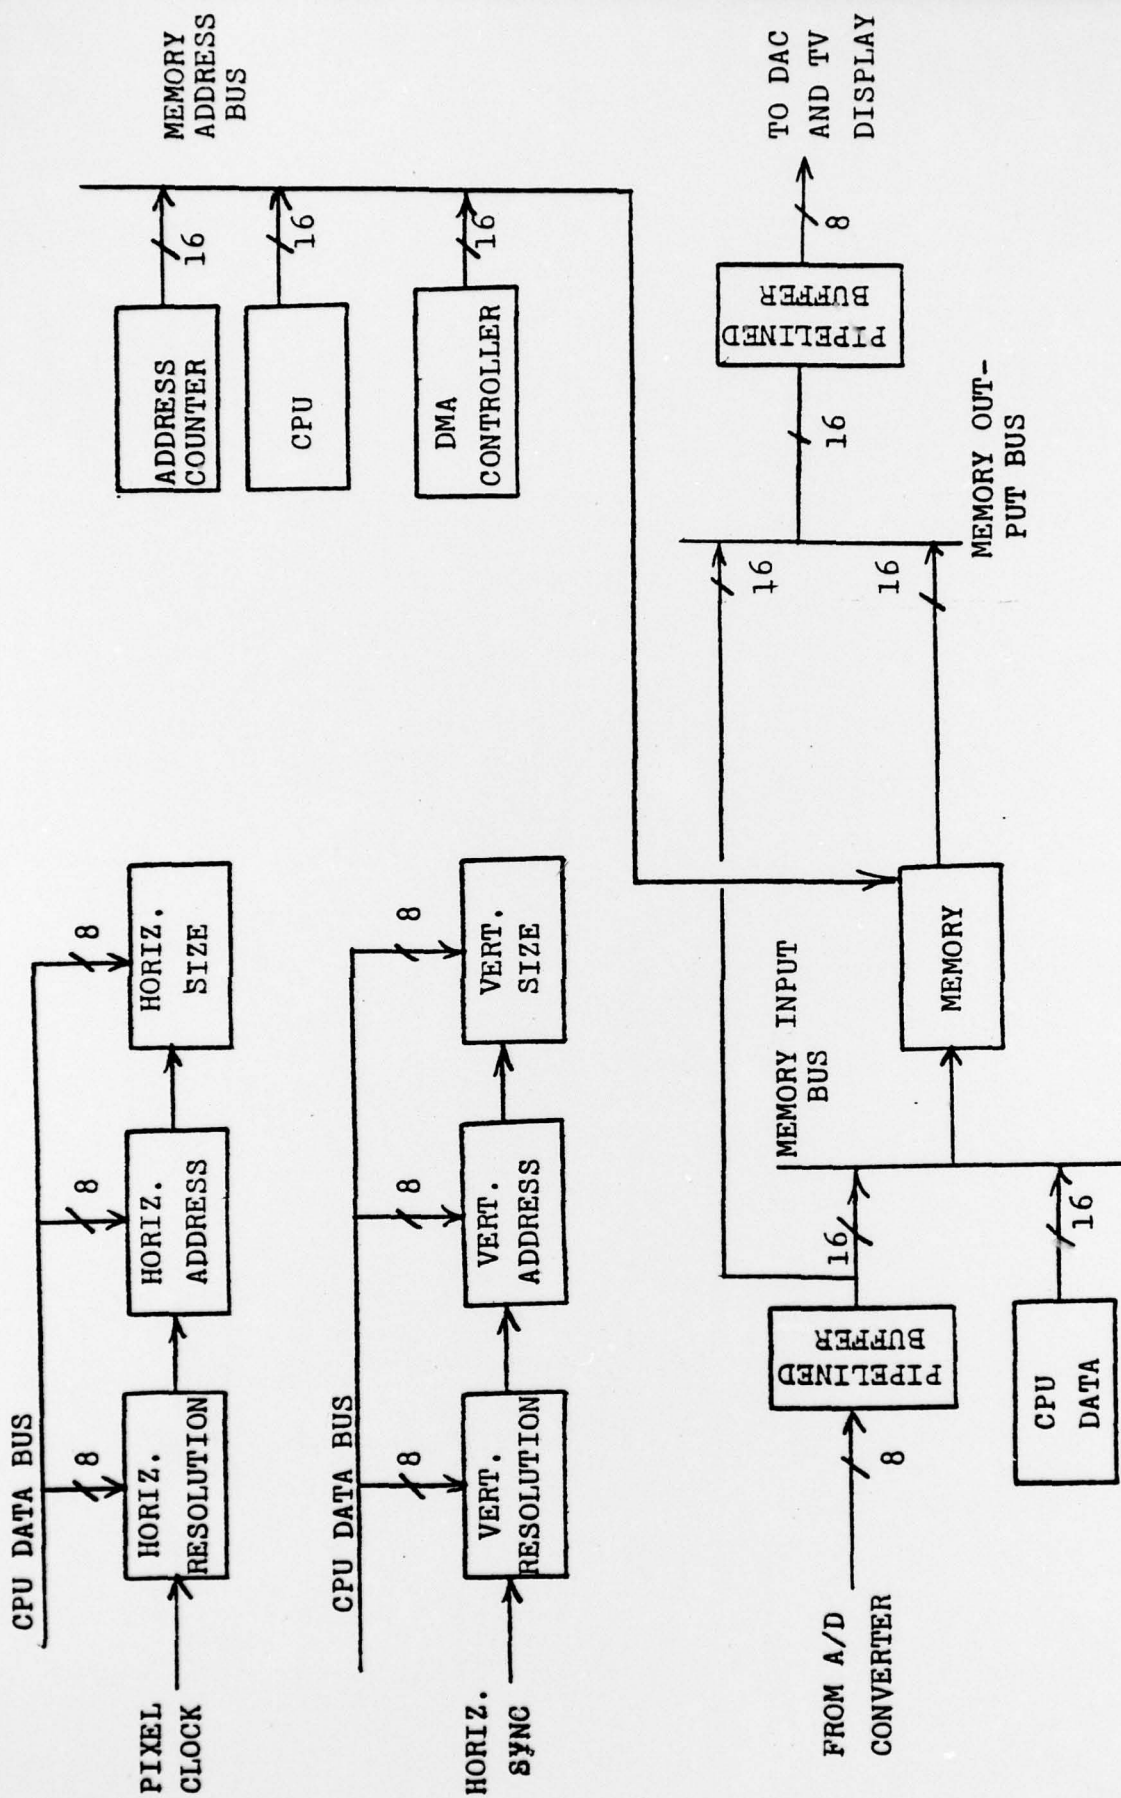 CPU DATA BUS
8
8
8
PIXEL
CLOCK
HORIZ.
RESOLUTION
HORIZ.
ADDRESS
HORIZ.
SIZE
CPU DATA BUS
8
8
8
HORIZ.
SYNC
VERT.
RESOLUTION
VERT.
ADDRESS
VERT.
SIZE
ADDRESS
COUNTER
16
CPU
16
DMA
CONTROLLER
16
MEMORY
ADDRESS
BUS
FROM A/D
CONVERTER
8
PIPELINED
BUFFER
16
CPU
DATA
16
MEMORY INPUT
BUS
MEMORY
16
16
MEMORY OUT-
PUT BUS
16
PIPELINED
BUFFER
8
TO DAC
AND TV
DISPLAY